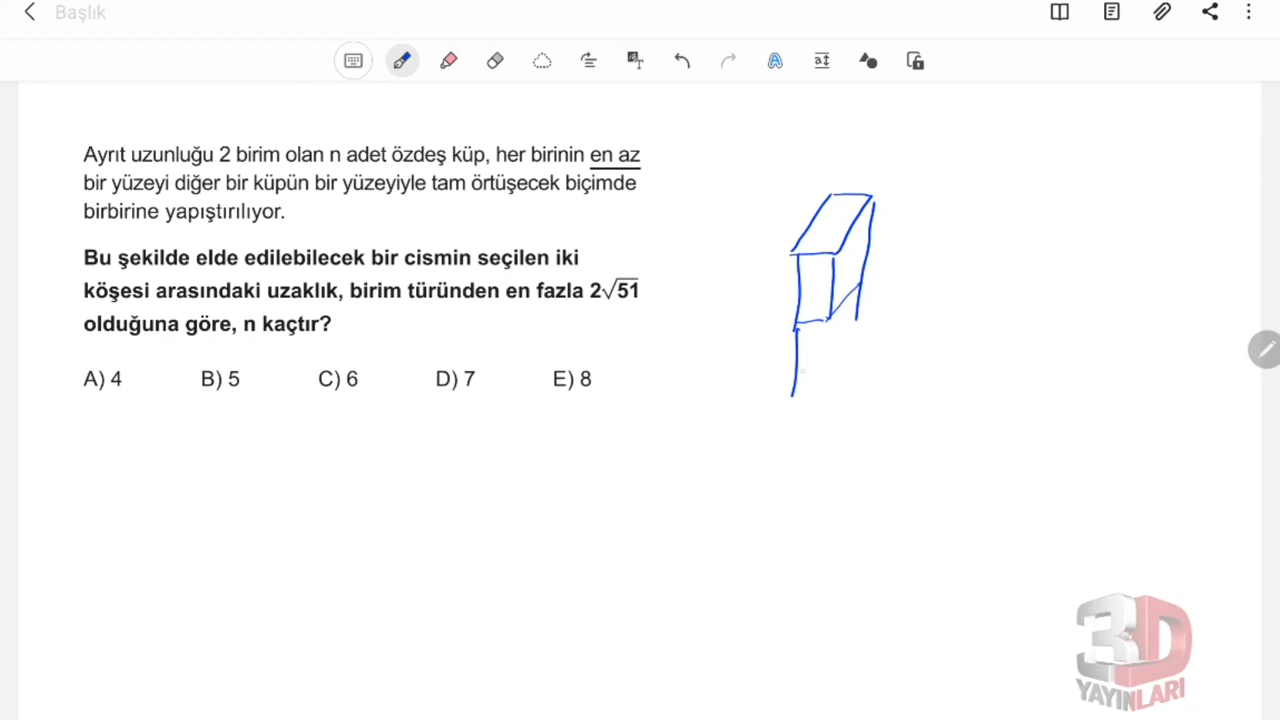 Başlık
Ayrıt uzunluğu 2 birim olan n adet özdeş küp, her birinin en az
bir yüzeyi diğer bir küpün bir yüzeyiyle tam örtüşecek biçimde
birbirine yapıştırılıyor.
Bu şekilde elde edilebilecek bir cismin seçilen iki
köşesi arasındaki uzaklık, birim türünden en fazla 2√51
olduğuna göre, n kaçtır?
A) 4 B) 5 C) 6 D) 7 E) 8
3D
YAYINLARI